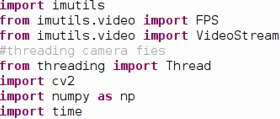 import imutils
from imutils.video import FPS
from imutils.video import VideoStream
#threading camera fies
from threading import Thread
import cv2
import numpy as np
import time